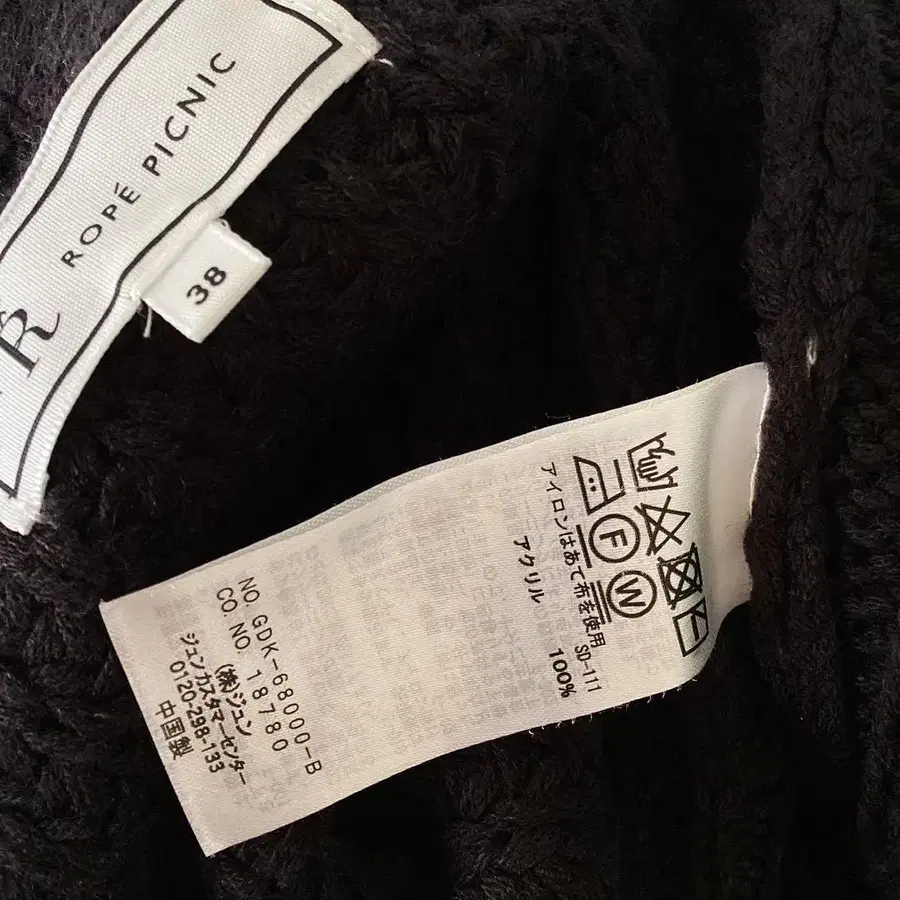 R
ROPÉ PICNIC
38
F
W
アイロンはあて布を使用
SD-111
アクリル 100%
NO. GDK-68000-B
CO. NO. 18780
(株)ジュン
ジュンカスタマーセンター
0120-298-133
中国製